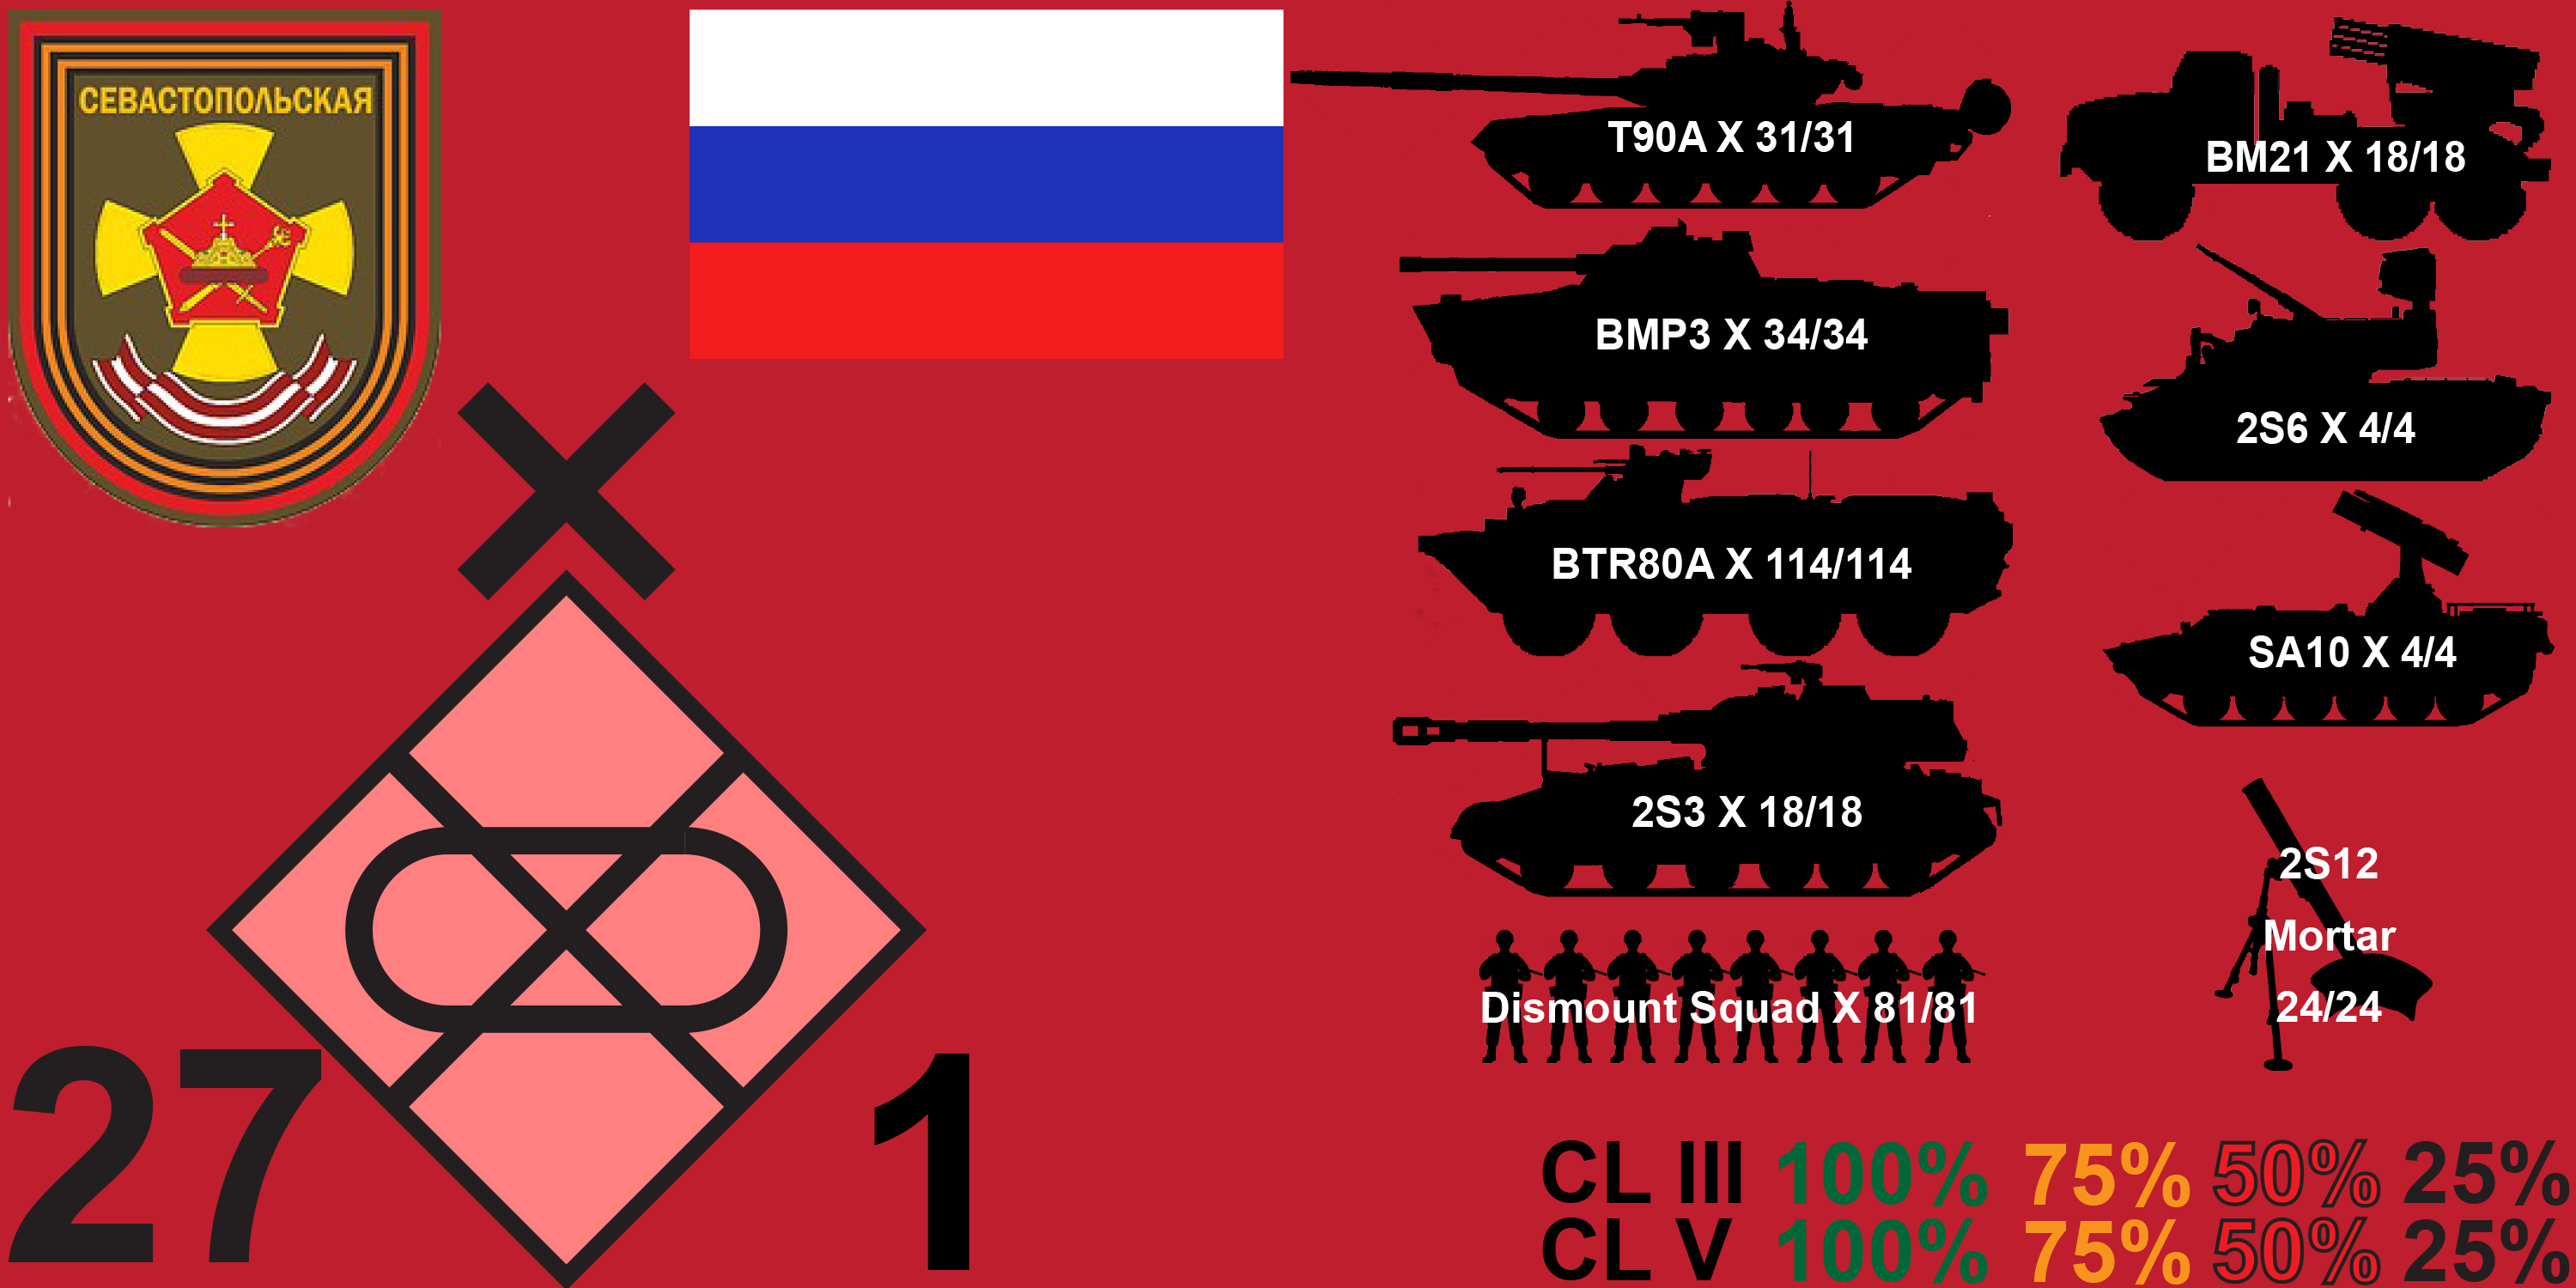 СЕВАСТОПОЛЬСКАЯ
27
1
T90A X 31/31
BMP3 X 34/34
BTR80A X 114/114
2S3 X 18/18
Dismount Squad X 81/81
BM21 X 18/18
2S6 X 4/4
SA10 X 4/4
2S12
Mortar
24/24
CL III 100% 75% 50% 25%
CL V 100% 75% 50% 25%